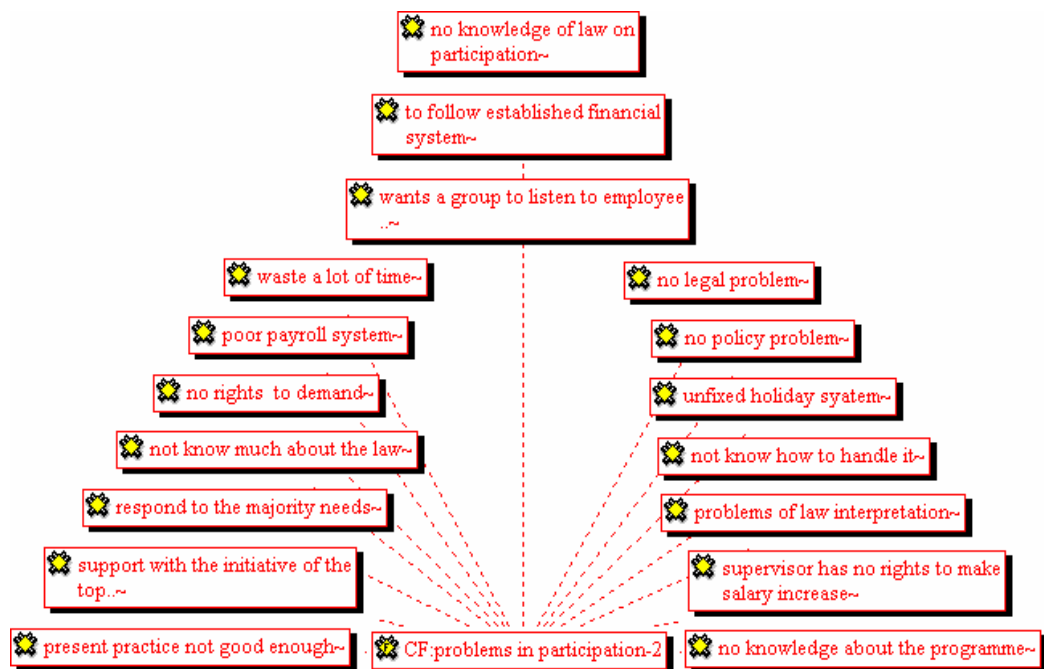 no knowledge of law on
participation~
to follow established financial
system~
wants a group to listen to employee
..~
waste a lot of time~
no legal problem~
poor payroll system~
no policy problem~
no rights to demand~
unfixed holiday syatem~
not know much about the law~
not know how to handle it~
respond to the majority needs~
problems of law interpretation~
support with the initiative of the
top..~
supervisor has no rights to make
salary increase~
present practice not good enough~
CF:problems in participation-2
no knowledge about the programme~